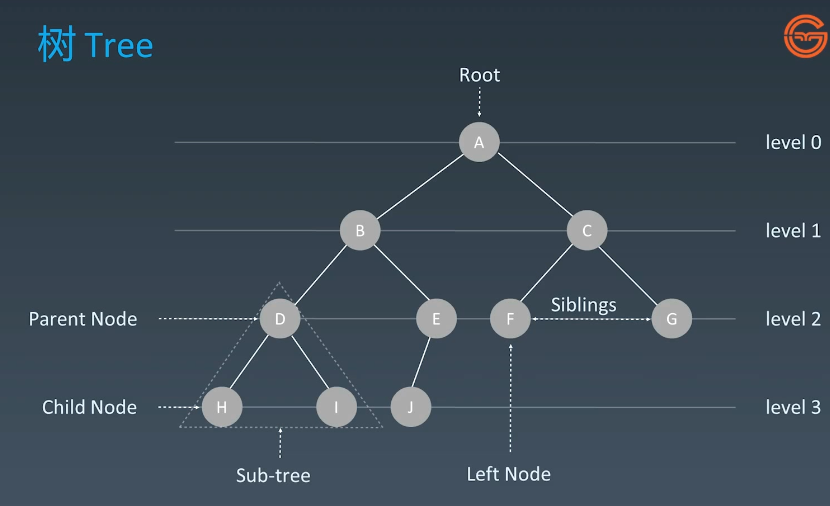 树 Tree
Root
A
level 0
B
C
level 1
Parent Node
D
E
F
Siblings
G
level 2
Child Node
H
I
J
level 3
Sub-tree
Left Node